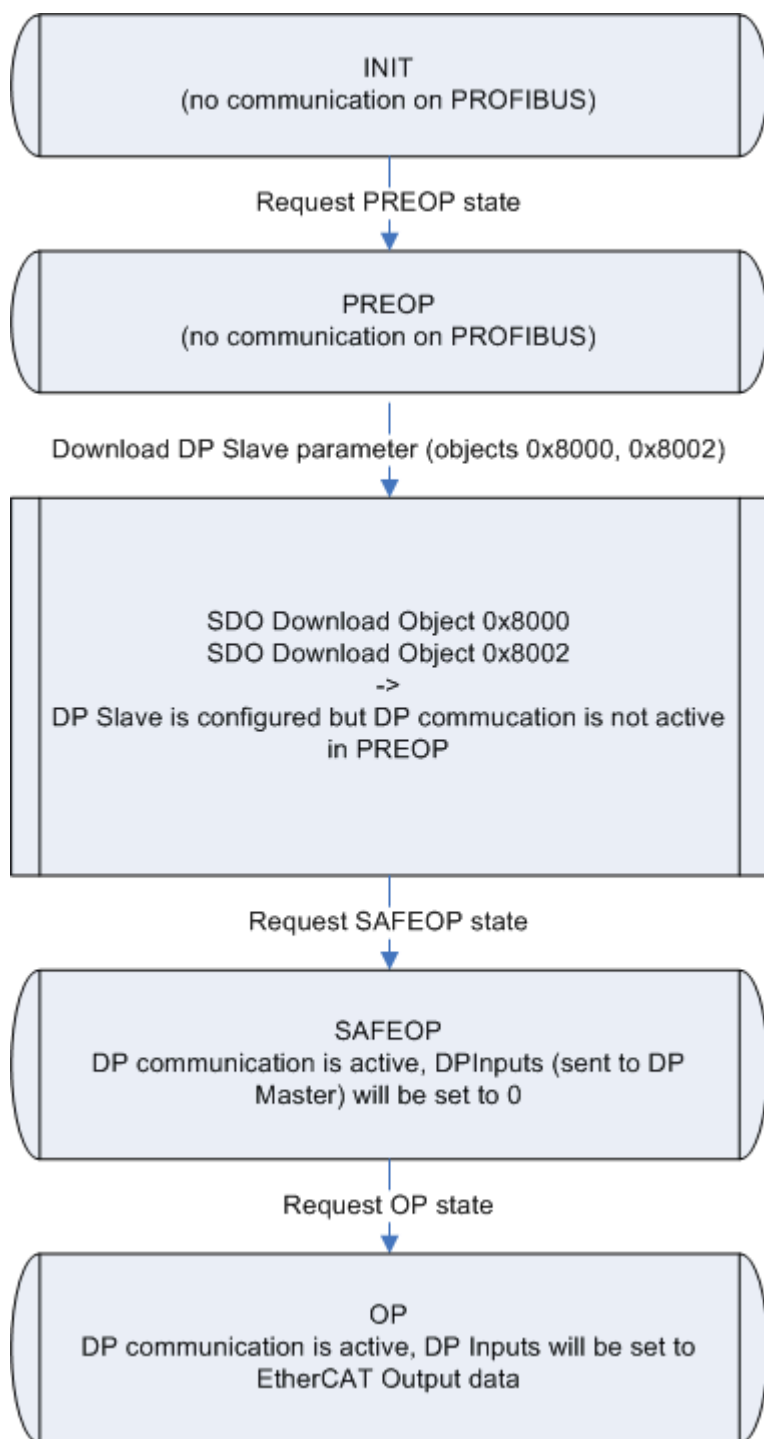 INIT
(no communication on PROFIBUS)
Request PREOP state
PREOP
(no communication on PROFIBUS)
Download DP Slave parameter (objects 0x8000, 0x8002)
SDO Download Object 0x8000
SDO Download Object 0x8002
->
DP Slave is configured but DP commucation is not active
in PREOP
Request SAFEOP state
SAFEOP
DP communication is active, DPInputs (sent to DP
Master) will be set to 0
Request OP state
OP
DP communication is active, DP Inputs will be set to
EtherCAT Output data